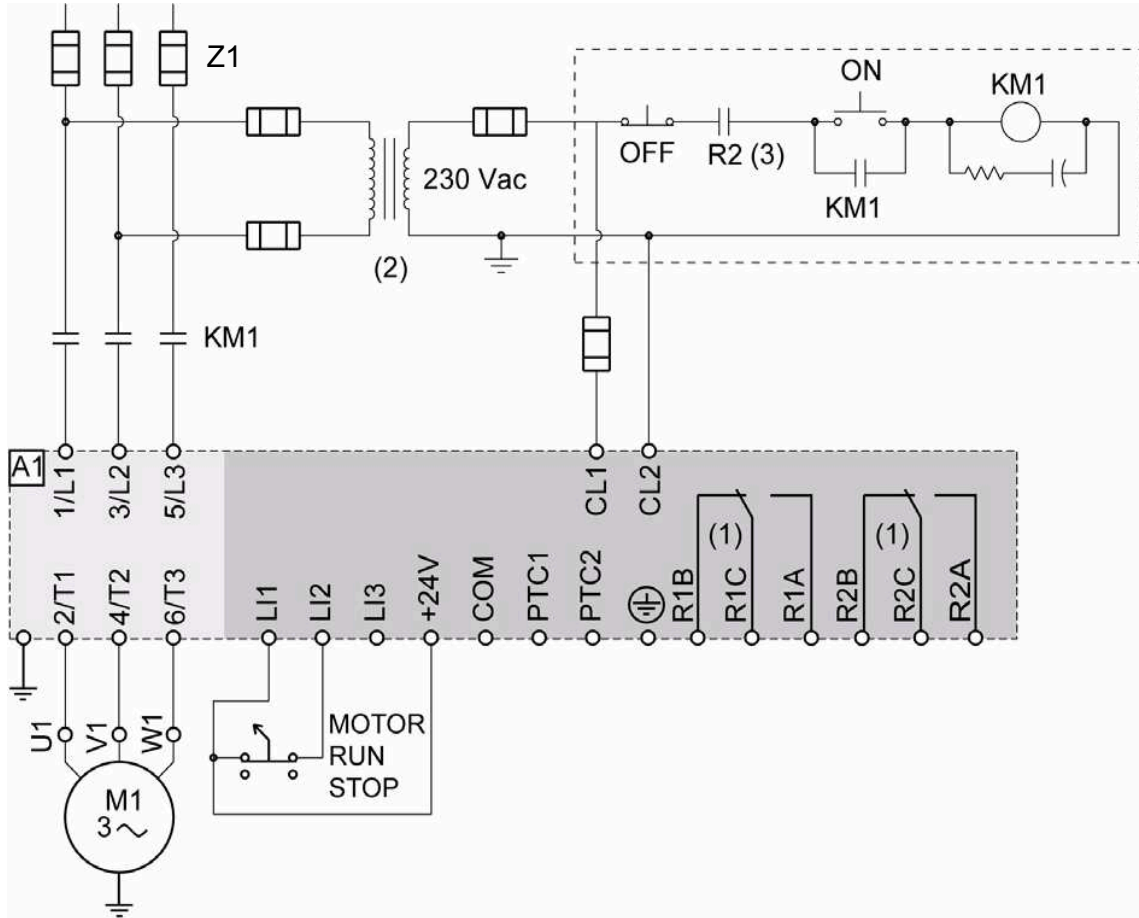 Z1
ON
KM1
OFF
R2 (3)
230 Vac
KM1
(2)
KM1
A1
1/L1
3/L2
5/L3
CL1
CL2
(1)
(1)
2/T1
4/T2
6/T3
LI1
LI2
LI3
+24V
COM
PTC1
PTC2
R1B
R1C
R1A
R2B
R2C
R2A
U1
V1
W1
MOTOR
RUN
STOP
M1
3